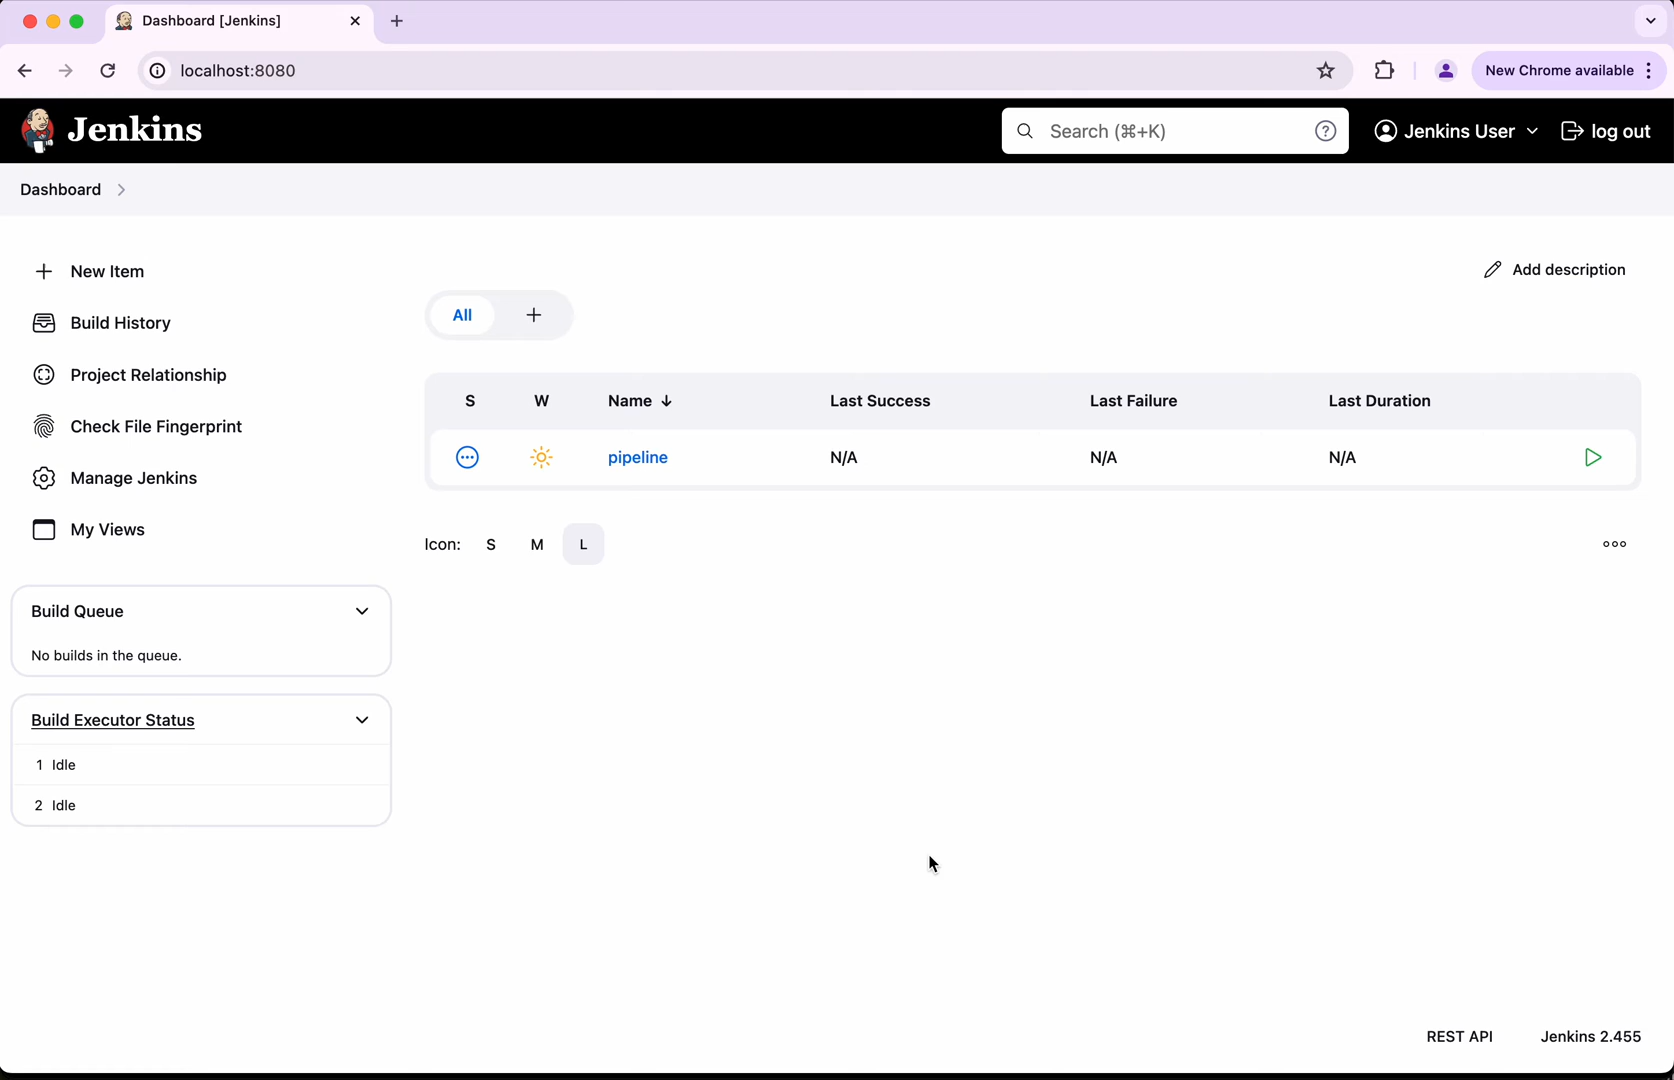 Dashboard [Jenkins]
localhost:8080
New Chrome available
Jenkins
Search (⌘+K)
Jenkins User
log out
Dashboard
New Item
Build History
Project Relationship
Check File Fingerprint
Manage Jenkins
My Views
Build Queue
No builds in the queue.
Build Executor Status
1 Idle
2 Idle
Add description
All
S W Name ↓ Last Success Last Failure Last Duration
pipeline N/A N/A N/A
Icon: S M L
REST API Jenkins 2.455